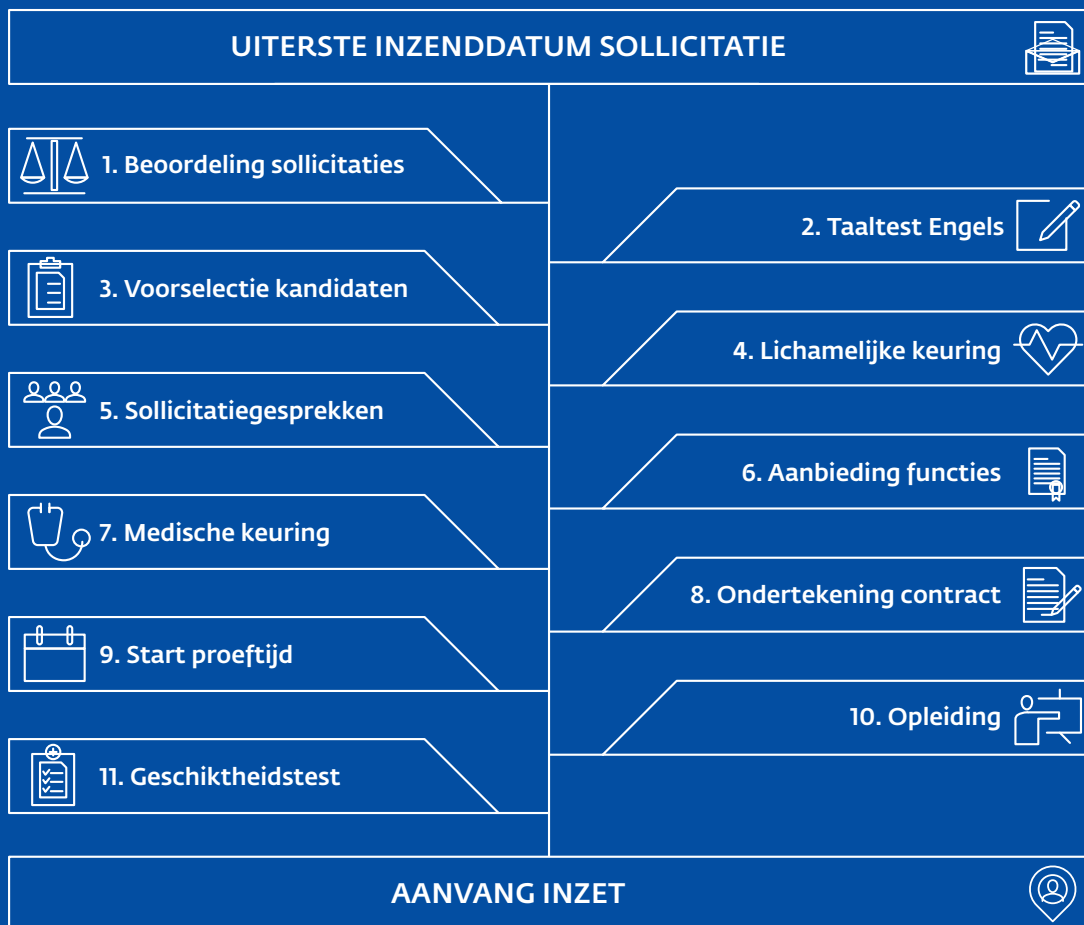 UITERSTE INZENDDATUM SOLLICITATIE
1. Beoordeling sollicitaties
2. Taaltest Engels
3. Voorselectie kandidaten
4. Lichamelijke keuring
5. Sollicitatiegesprekken
6. Aanbieding functies
7. Medische keuring
8. Ondertekening contract
9. Start proeftijd
10. Opleiding
11. Geschiktheidstest
AANVANG INZET